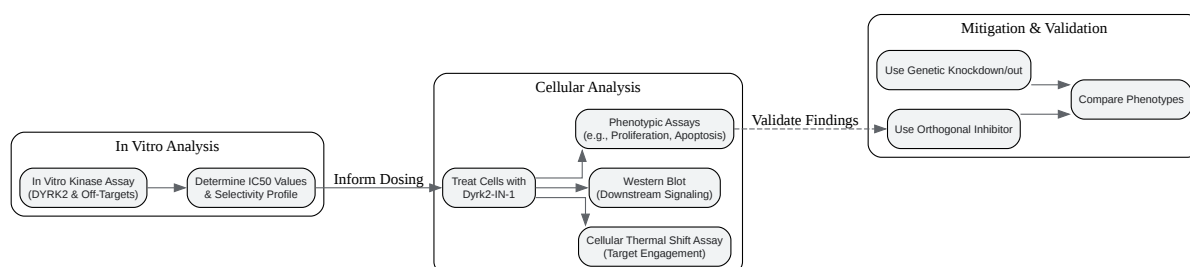 In Vitro Analysis
In Vitro Kinase Assay
(DYRK2 & Off-Targets)
Determine IC50 Values
& Selectivity Profile
Inform Dosing
Cellular Analysis
Treat Cells with
Dyrk2-IN-1
Phenotypic Assays
(e.g., Proliferation, Apoptosis)
Western Blot
(Downstream Signaling)
Cellular Thermal Shift Assay
(Target Engagement)
Validate Findings
Mitigation & Validation
Use Genetic Knockdown/out
Use Orthogonal Inhibitor
Compare Phenotypes